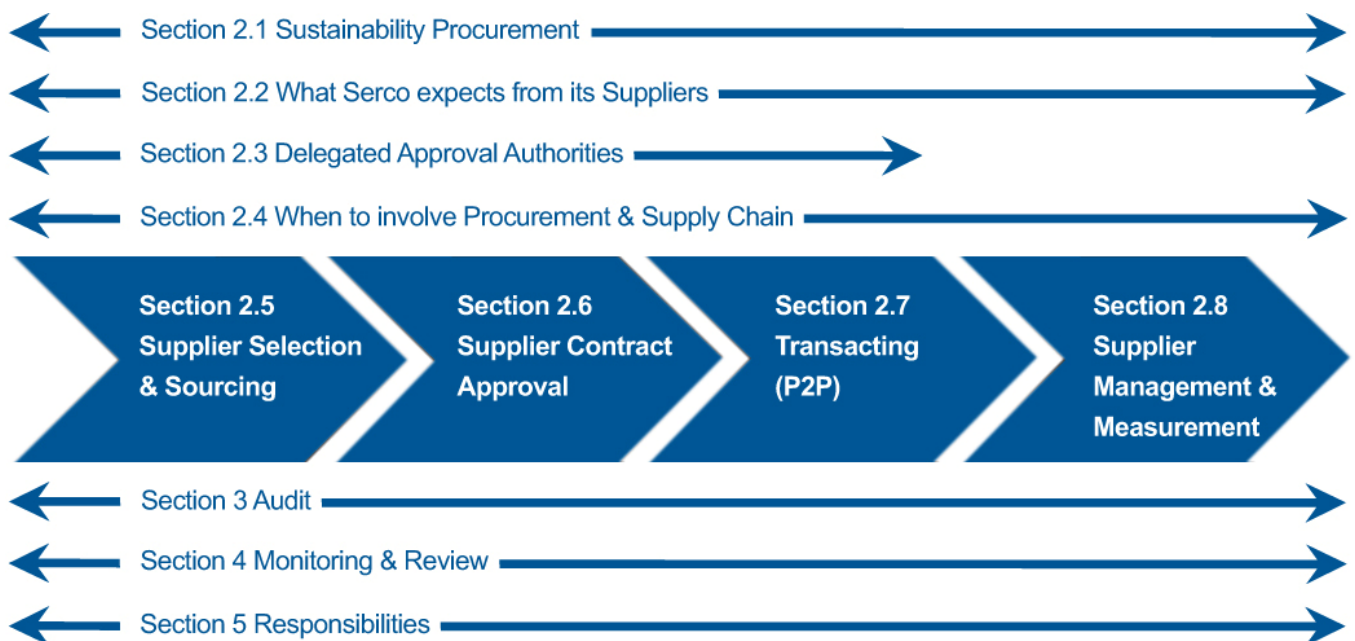 Section 2.1 Sustainability Procurement
Section 2.2 What Serco expects from its Suppliers
Section 2.3 Delegated Approval Authorities
Section 2.4 When to involve Procurement & Supply Chain
Section 2.5
Supplier Selection
& Sourcing
Section 2.6
Supplier Contract
Approval
Section 2.7
Transacting
(P2P)
Section 2.8
Supplier
Management &
Measurement
Section 3 Audit
Section 4 Monitoring & Review
Section 5 Responsibilities